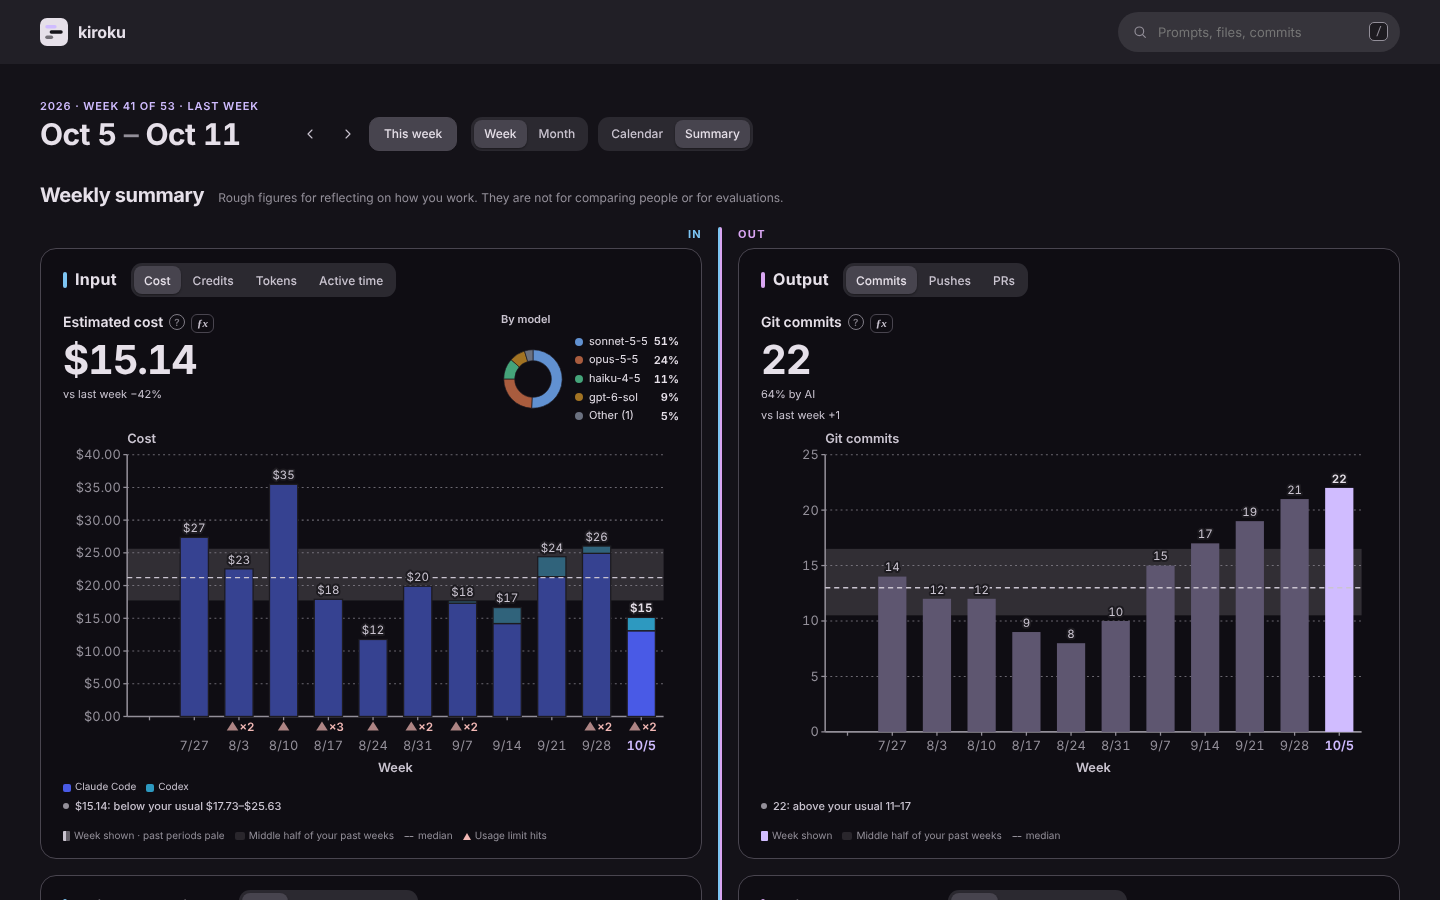 kiroku
Prompts, files, commits
/
2026 · WEEK 41 OF 53 · LAST WEEK
Oct 5 – Oct 11
This week
Week
Month
Calendar
Summary
Weekly summary
Rough figures for reflecting on how you work. They are not for comparing people or for evaluations.
IN
OUT
Input
Cost
Credits
Tokens
Active time
Estimated cost
?
ƒx
$15.14
vs last week −42%
By model
sonnet-5-5 51%
opus-5-5 24%
haiku-4-5 11%
gpt-6-sol 9%
Other (1) 5%
Cost
$40.00
$35.00
$30.00
$25.00
$20.00
$15.00
$10.00
$5.00
$0.00
$27
$23
$35
$18
$12
$20
$18
$17
$24
$26
$15
×2
×3
×2
×2
×2
×2
7/27
8/3
8/10
8/17
8/24
8/31
9/7
9/14
9/21
9/28
10/5
Week
Claude Code
Codex
$15.14: below your usual $17.73–$25.63
Week shown · past periods pale
Middle half of your past weeks
median
Usage limit hits
Output
Commits
Pushes
PRs
Git commits
?
ƒx
22
64% by AI
vs last week +1
Git commits
25
20
15
10
5
0
14
12
12
9
8
10
15
17
19
21
22
7/27
8/3
8/10
8/17
8/24
8/31
9/7
9/14
9/21
9/28
10/5
Week
22: above your usual 11–17
Week shown
Middle half of your past weeks
median